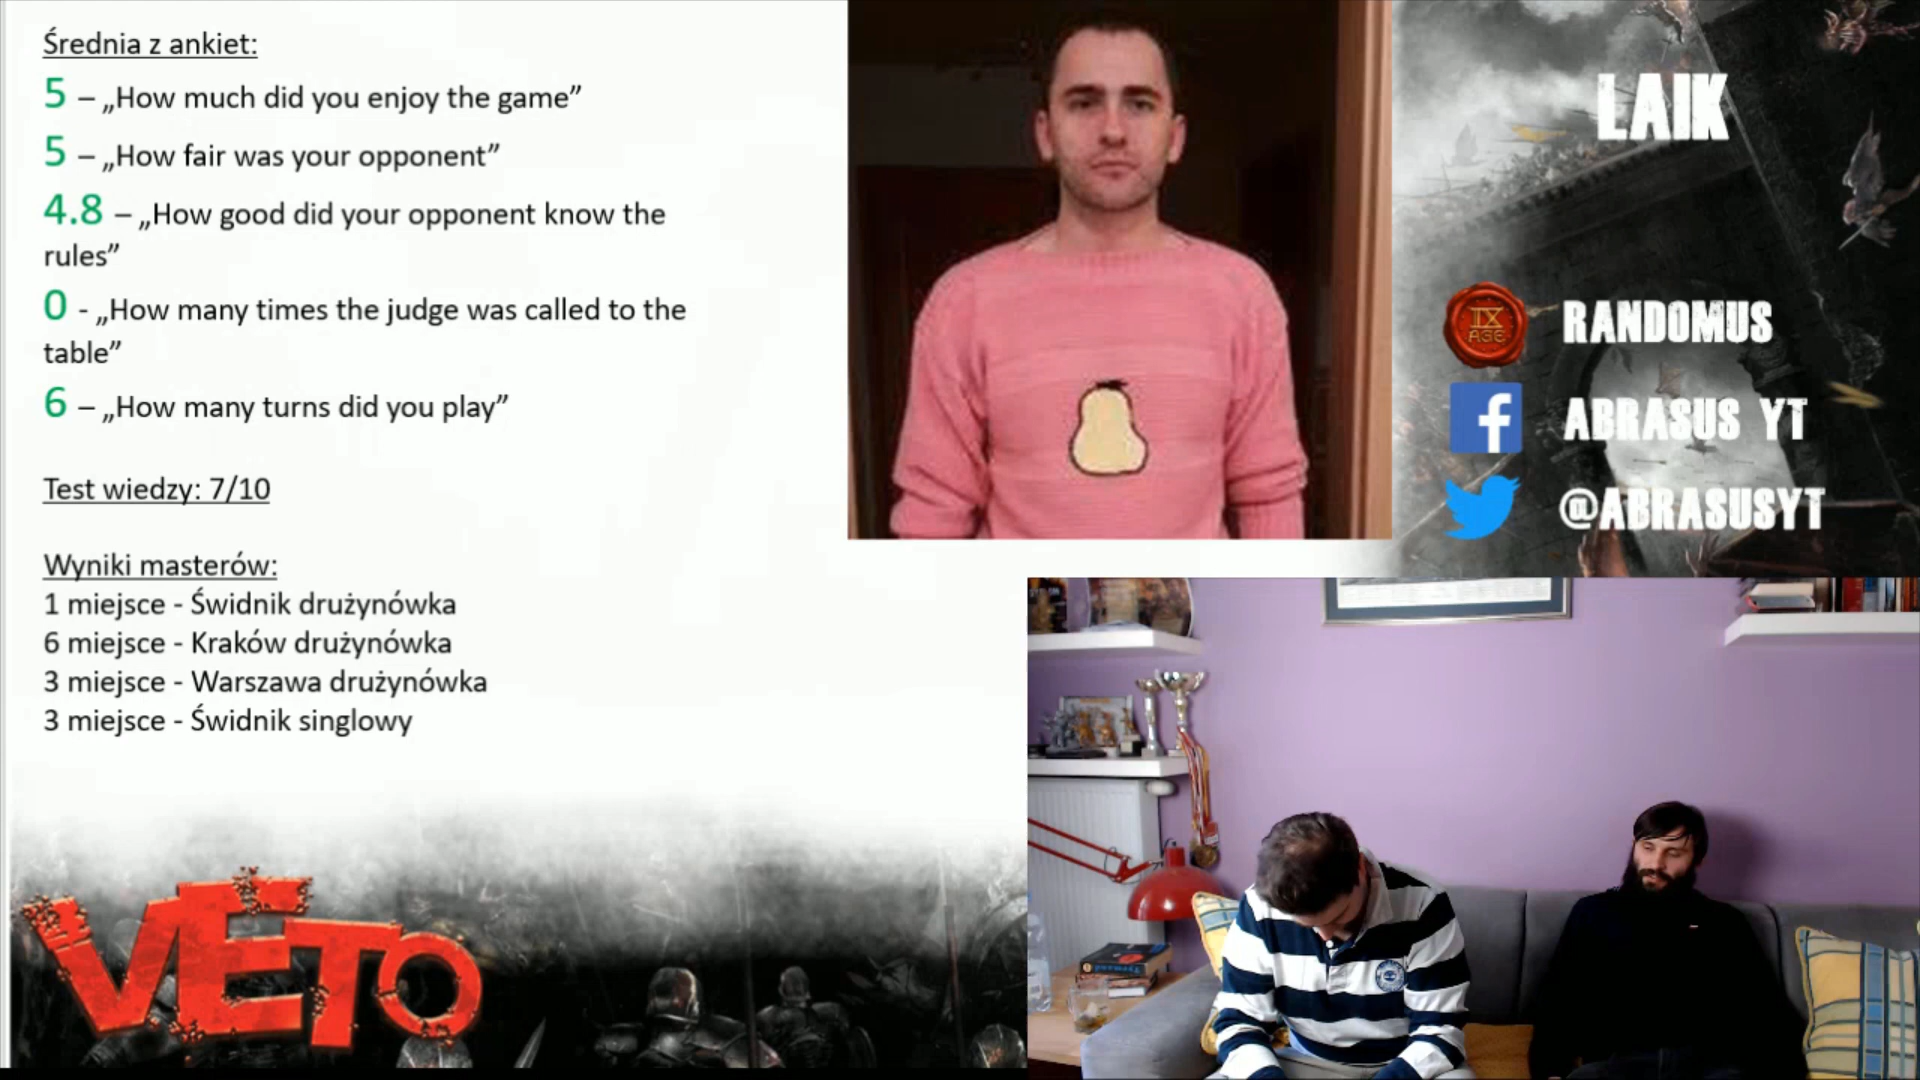 Średnia z ankiet:
5 – „How much did you enjoy the game”
5 – „How fair was your opponent”
4.8 – „How good did your opponent know the
rules”
0 - „How many times the judge was called to the
table”
6 – „How many turns did you play”
Test wiedzy: 7/10
Wyniki masterów:
1 miejsce - Świdnik drużynówka
6 miejsce - Kraków drużynówka
3 miejsce - Warszawa drużynówka
3 miejsce - Świdnik singlowy
VETO
LAIK
IX
AGE
RANDOMUS
f
ABRASUS YT
@ABRASUSYT